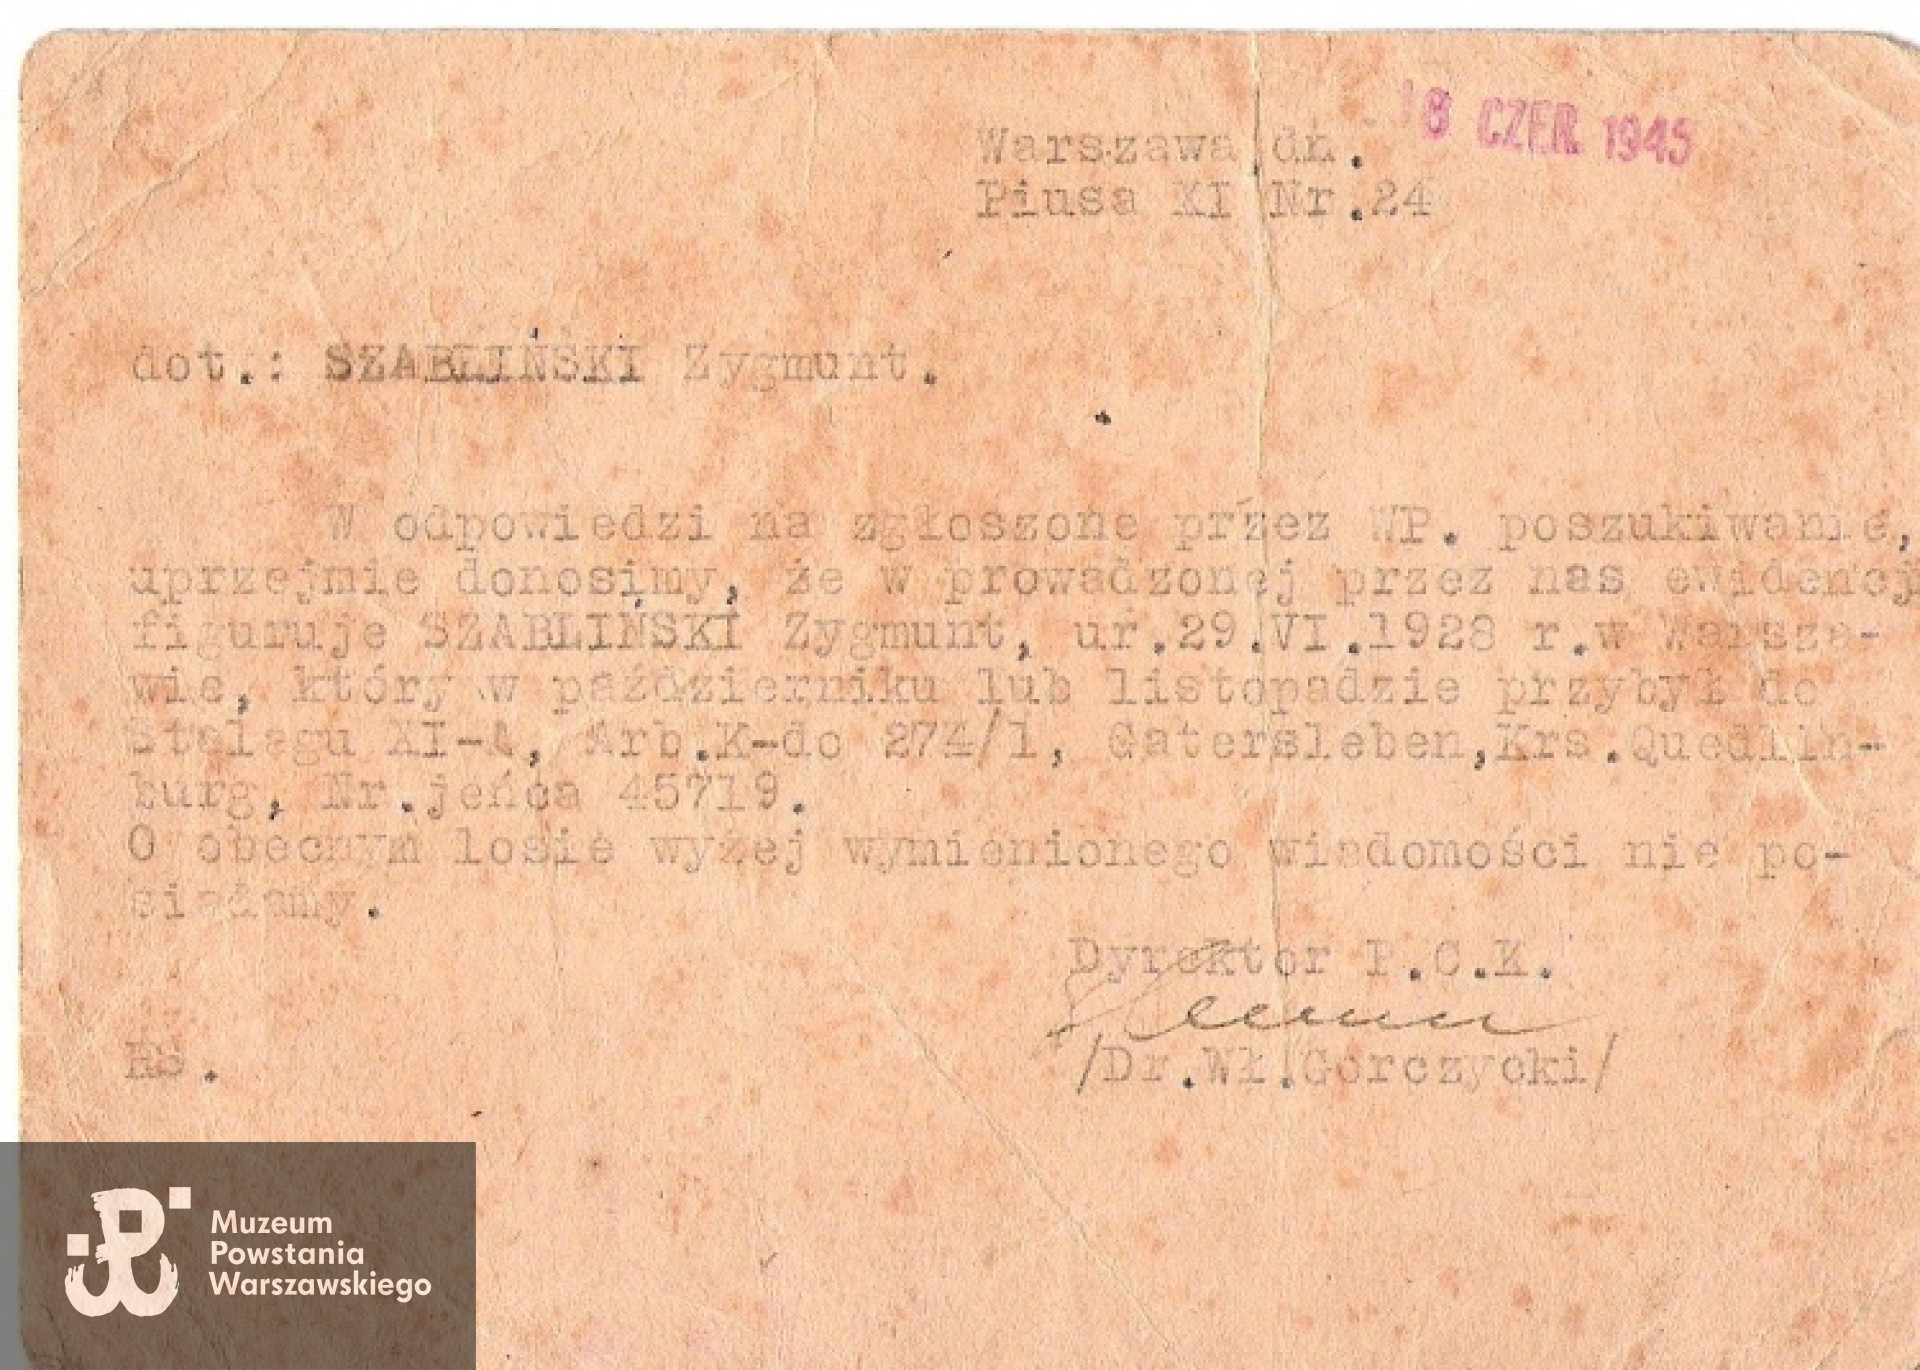 Warszawa, dn. 18 CZER. 1945
Piusa XI Nr.24
dot.: SZABLIŃSKI Zygmunt.
W odpowiedzi na zgłoszone przez WP. poszukiwanie,
uprzejmie donosimy, że w prowadzonej przez nas ewidencj
figuruje SZABLIŃSKI Zygmunt, ur.29.VI.1928 r.w Warsza-
wie, który w październiku lub listopadzie przybył do
Stalagu XI-A, Arb.K-do 274/1, Gatersleben,Krs.Quedlin-
burg, Nr.jeńca 45719.
O obecnym losie wyżej wymienionego wiadomości nie po-
siadamy.
Dyrektor P.C.K.
/Dr.Wł.Gorczycki/
HS.
Muzeum
Powstania
Warszawskiego